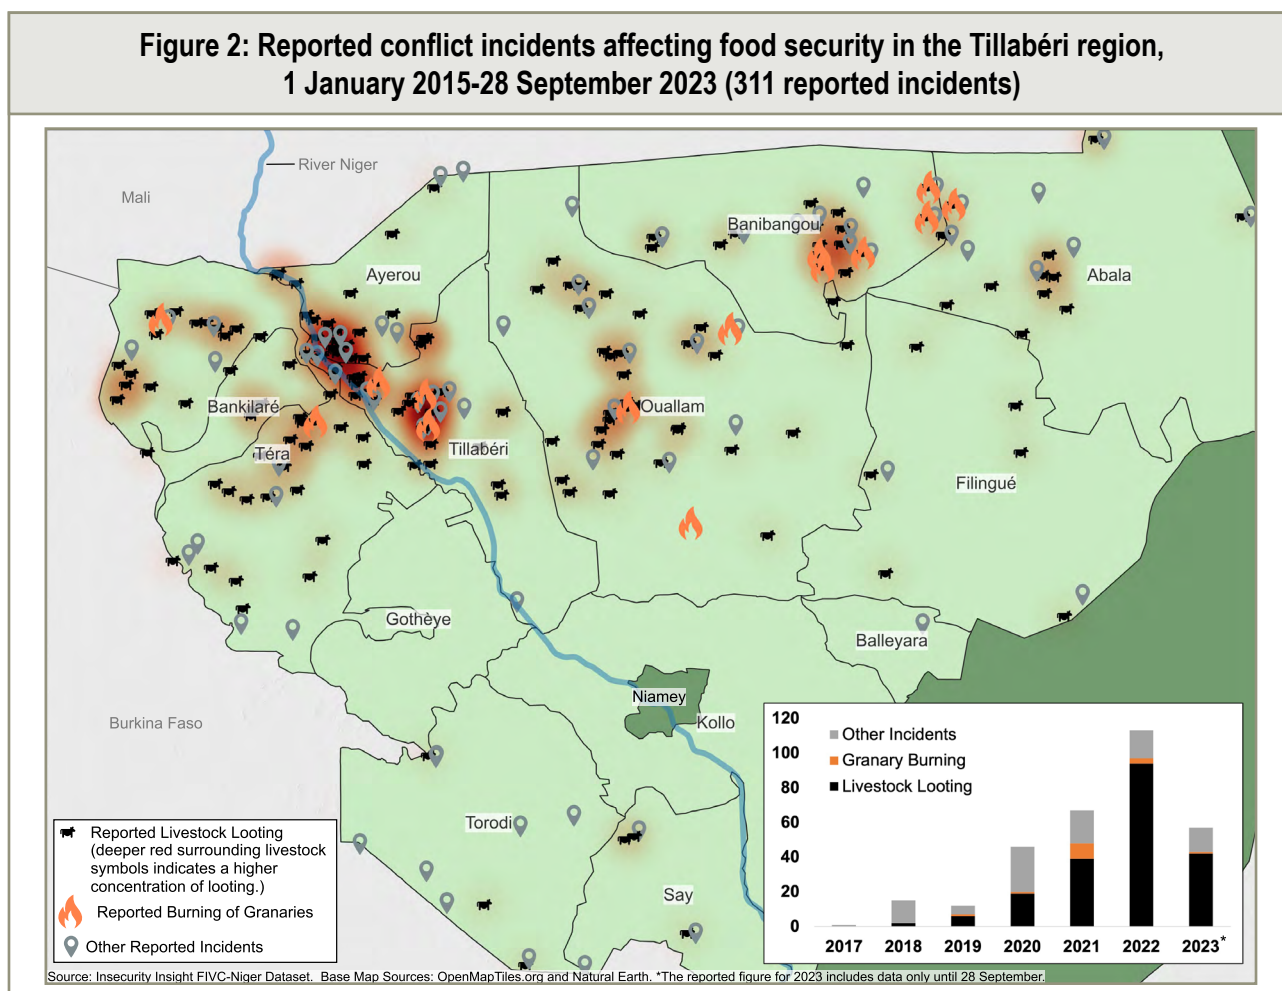 Figure 2: Reported conflict incidents affecting food security in the Tillabéri region,
1 January 2015-28 September 2023 (311 reported incidents)
River Niger
Mali
Banibangou
Ayerou
Abala
Bankilaré
Ouallam
Téra
Tillabéri
Filingué
Gothèye
Balleyara
Niamey
Kollo
Burkina Faso
Torodi
Say
120
100
80
60
40
20
0
Other Incidents
Granary Burning
Livestock Looting
2017 2018 2019 2020 2021 2022 2023*
Reported Livestock Looting
(deeper red surrounding livestock
symbols indicates a higher
concentration of looting.)
Reported Burning of Granaries
Other Reported Incidents
Source: Insecurity Insight FIVC-Niger Dataset. Base Map Sources: OpenMapTiles.org and Natural Earth. *The reported figure for 2023 includes data only until 28 September.